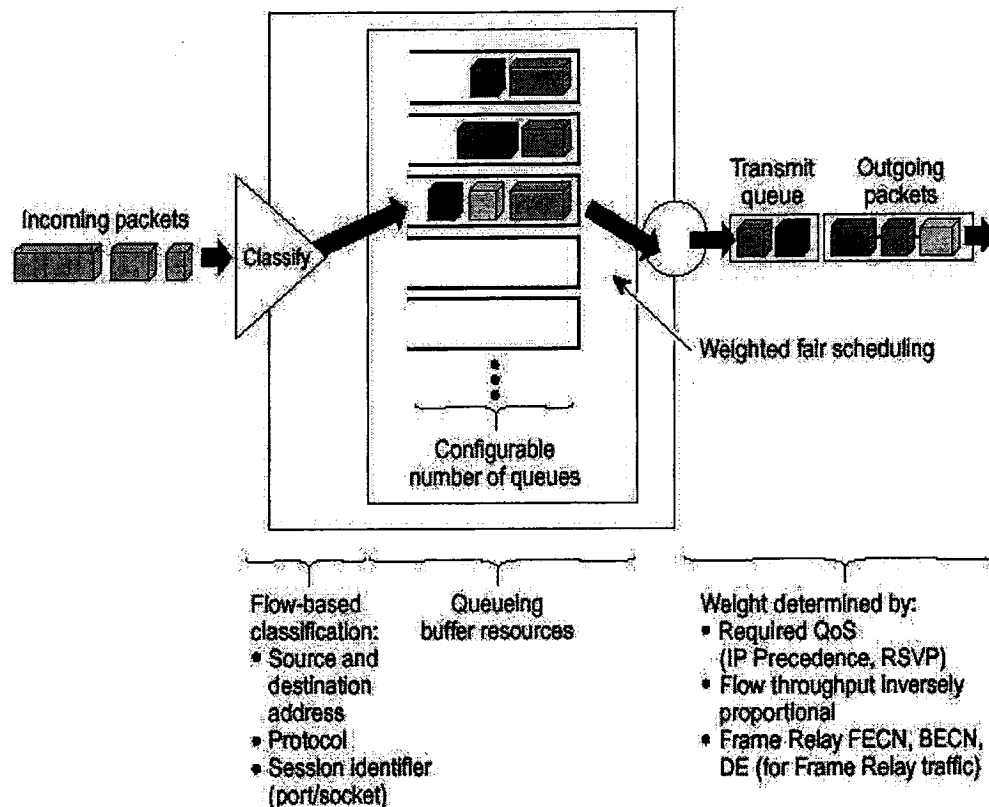 Incoming packets
Classify
Transmit
queue
Outgoing
packets
Weighted fair scheduling
Configurable
number of queues
Flow-based
classification:
• Source and
destination
address
• Protocol
• Session identifier
(port/socket)
Queueing
buffer resources
Weight determined by:
• Required QoS
(IP Precedence, RSVP)
• Flow throughput inversely
proportional
• Frame Relay FECN, BECN,
DE (for Frame Relay traffic)